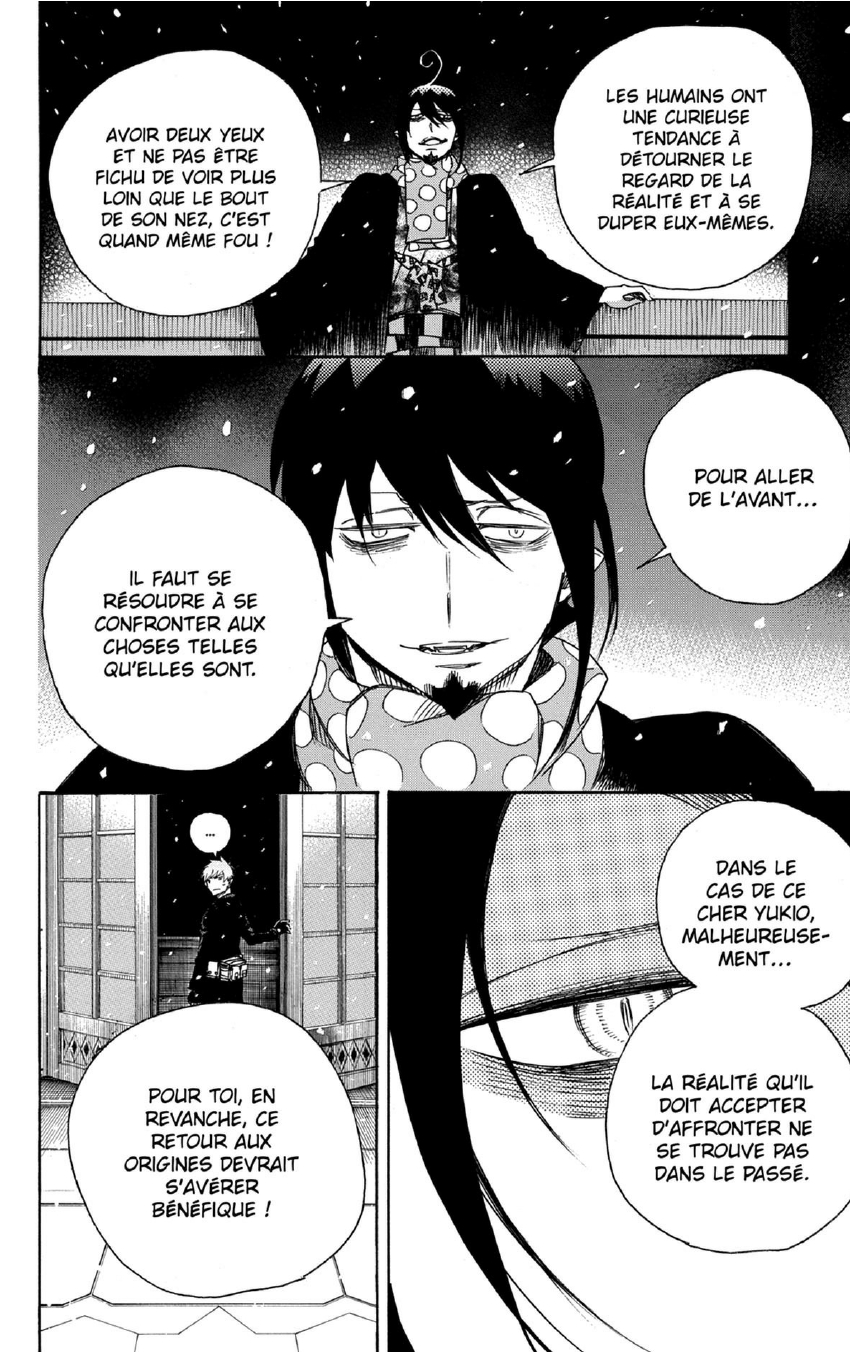 LES HUMAINS ONT
UNE CURIEUSE
TENDANCE À
DÉTOURNER LE
REGARD DE LA
RÉALITÉ ET À SE
DUPER EUX-MÊMES.
AVOIR DEUX YEUX
ET NE PAS ÊTRE
FICHU DE VOIR PLUS
LOIN QUE LE BOUT
DE SON NEZ, C'EST
QUAND MÊME FOU !
POUR ALLER
DE L'AVANT...
IL FAUT SE
RÉSOUDRE À SE
CONFRONTER AUX
CHOSES TELLES
QU'ELLES SONT.
DANS LE
CAS DE CE
CHER YUKIO,
MALHEUREUSE-
MENT...
LA RÉALITÉ QU'IL
DOIT ACCEPTER
D'AFFRONTER NE
SE TROUVE PAS
DANS LE PASSÉ.
...
POUR TOI, EN
REVANCHE, CE
RETOUR AUX
ORIGINES DEVRAIT
S'AVÉRER
BÉNÉFIQUE !